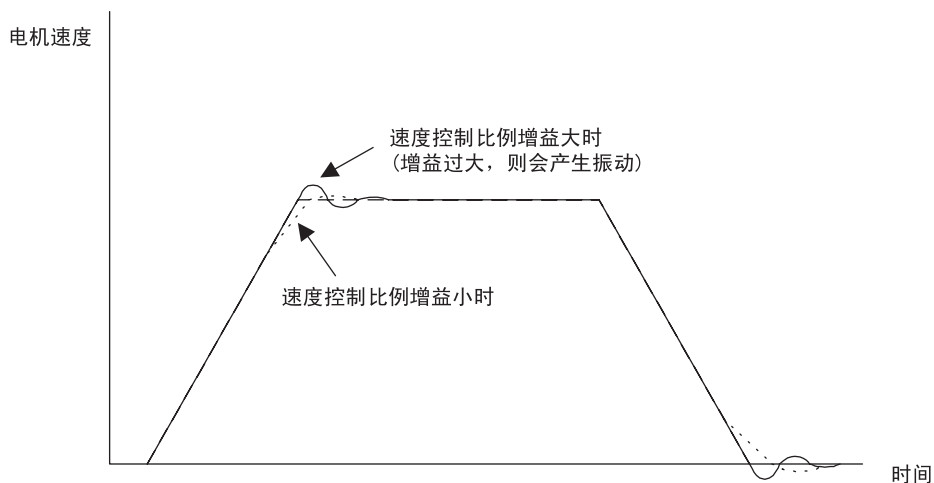 电机速度
速度控制比例增益大时
(增益过大，则会产生振动)
速度控制比例增益小时
时间